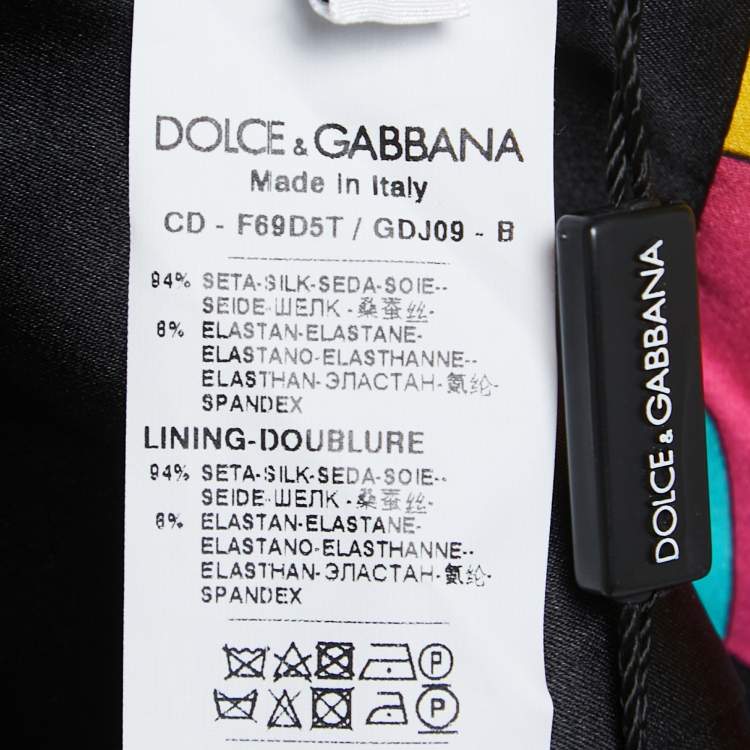 DOLCE & GABBANA
Made in Italy
CD - F69D5T / GDJ09 - B
94% SETA-SILK-SEDA-SOIE--
SEIDE-ШЕЛК-桑蚕丝-
6% ELASTAN-ELASTANE-
ELASTANO-ELASTHANNE--
ELASTHAN-ЭЛАСТАН-氨纶-
SPANDEX
LINING-DOUBLURE
94% SETA-SILK-SEDA-SOIE--
SEIDE-ШЕЛК-桑蚕丝-
6% ELASTAN-ELASTANE-
ELASTANO-ELASTHANNE--
ELASTHAN-ЭЛАСТАН-氨纶-
SPANDEX
P
P
DOLCE & GABBANA